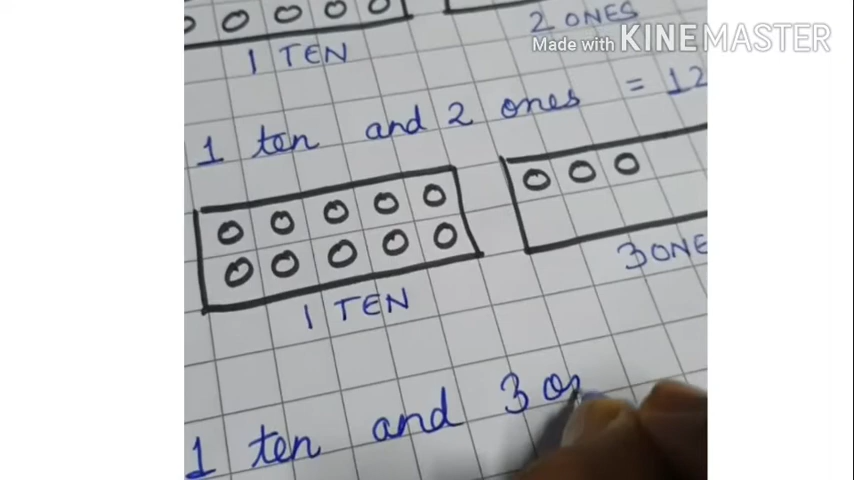 2 ONES
1 TEN
Made with KINEMASTER
1 ten and 2 ones = 12
3 ONE
1 TEN
1 ten and 3 on